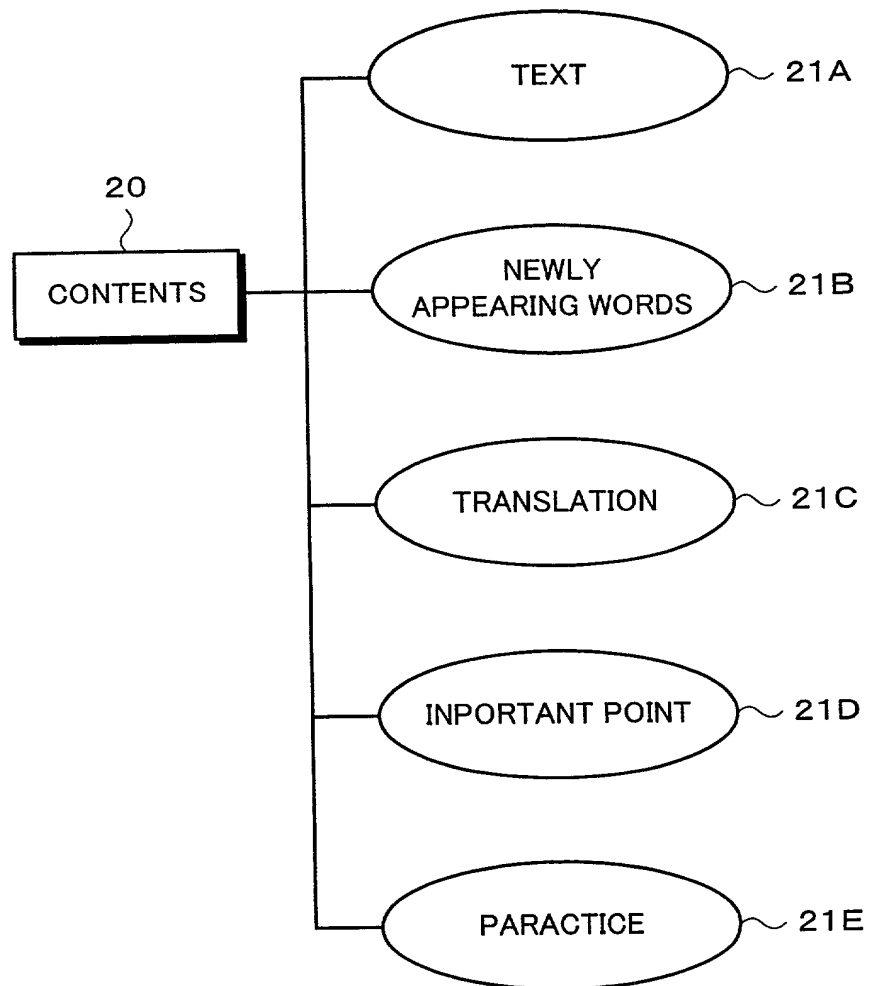 TEXT
21A
20
CONTENTS
NEWLY
APPEARING WORDS
21B
TRANSLATION
21C
INPORTANT POINT
21D
PARACTICE
21E